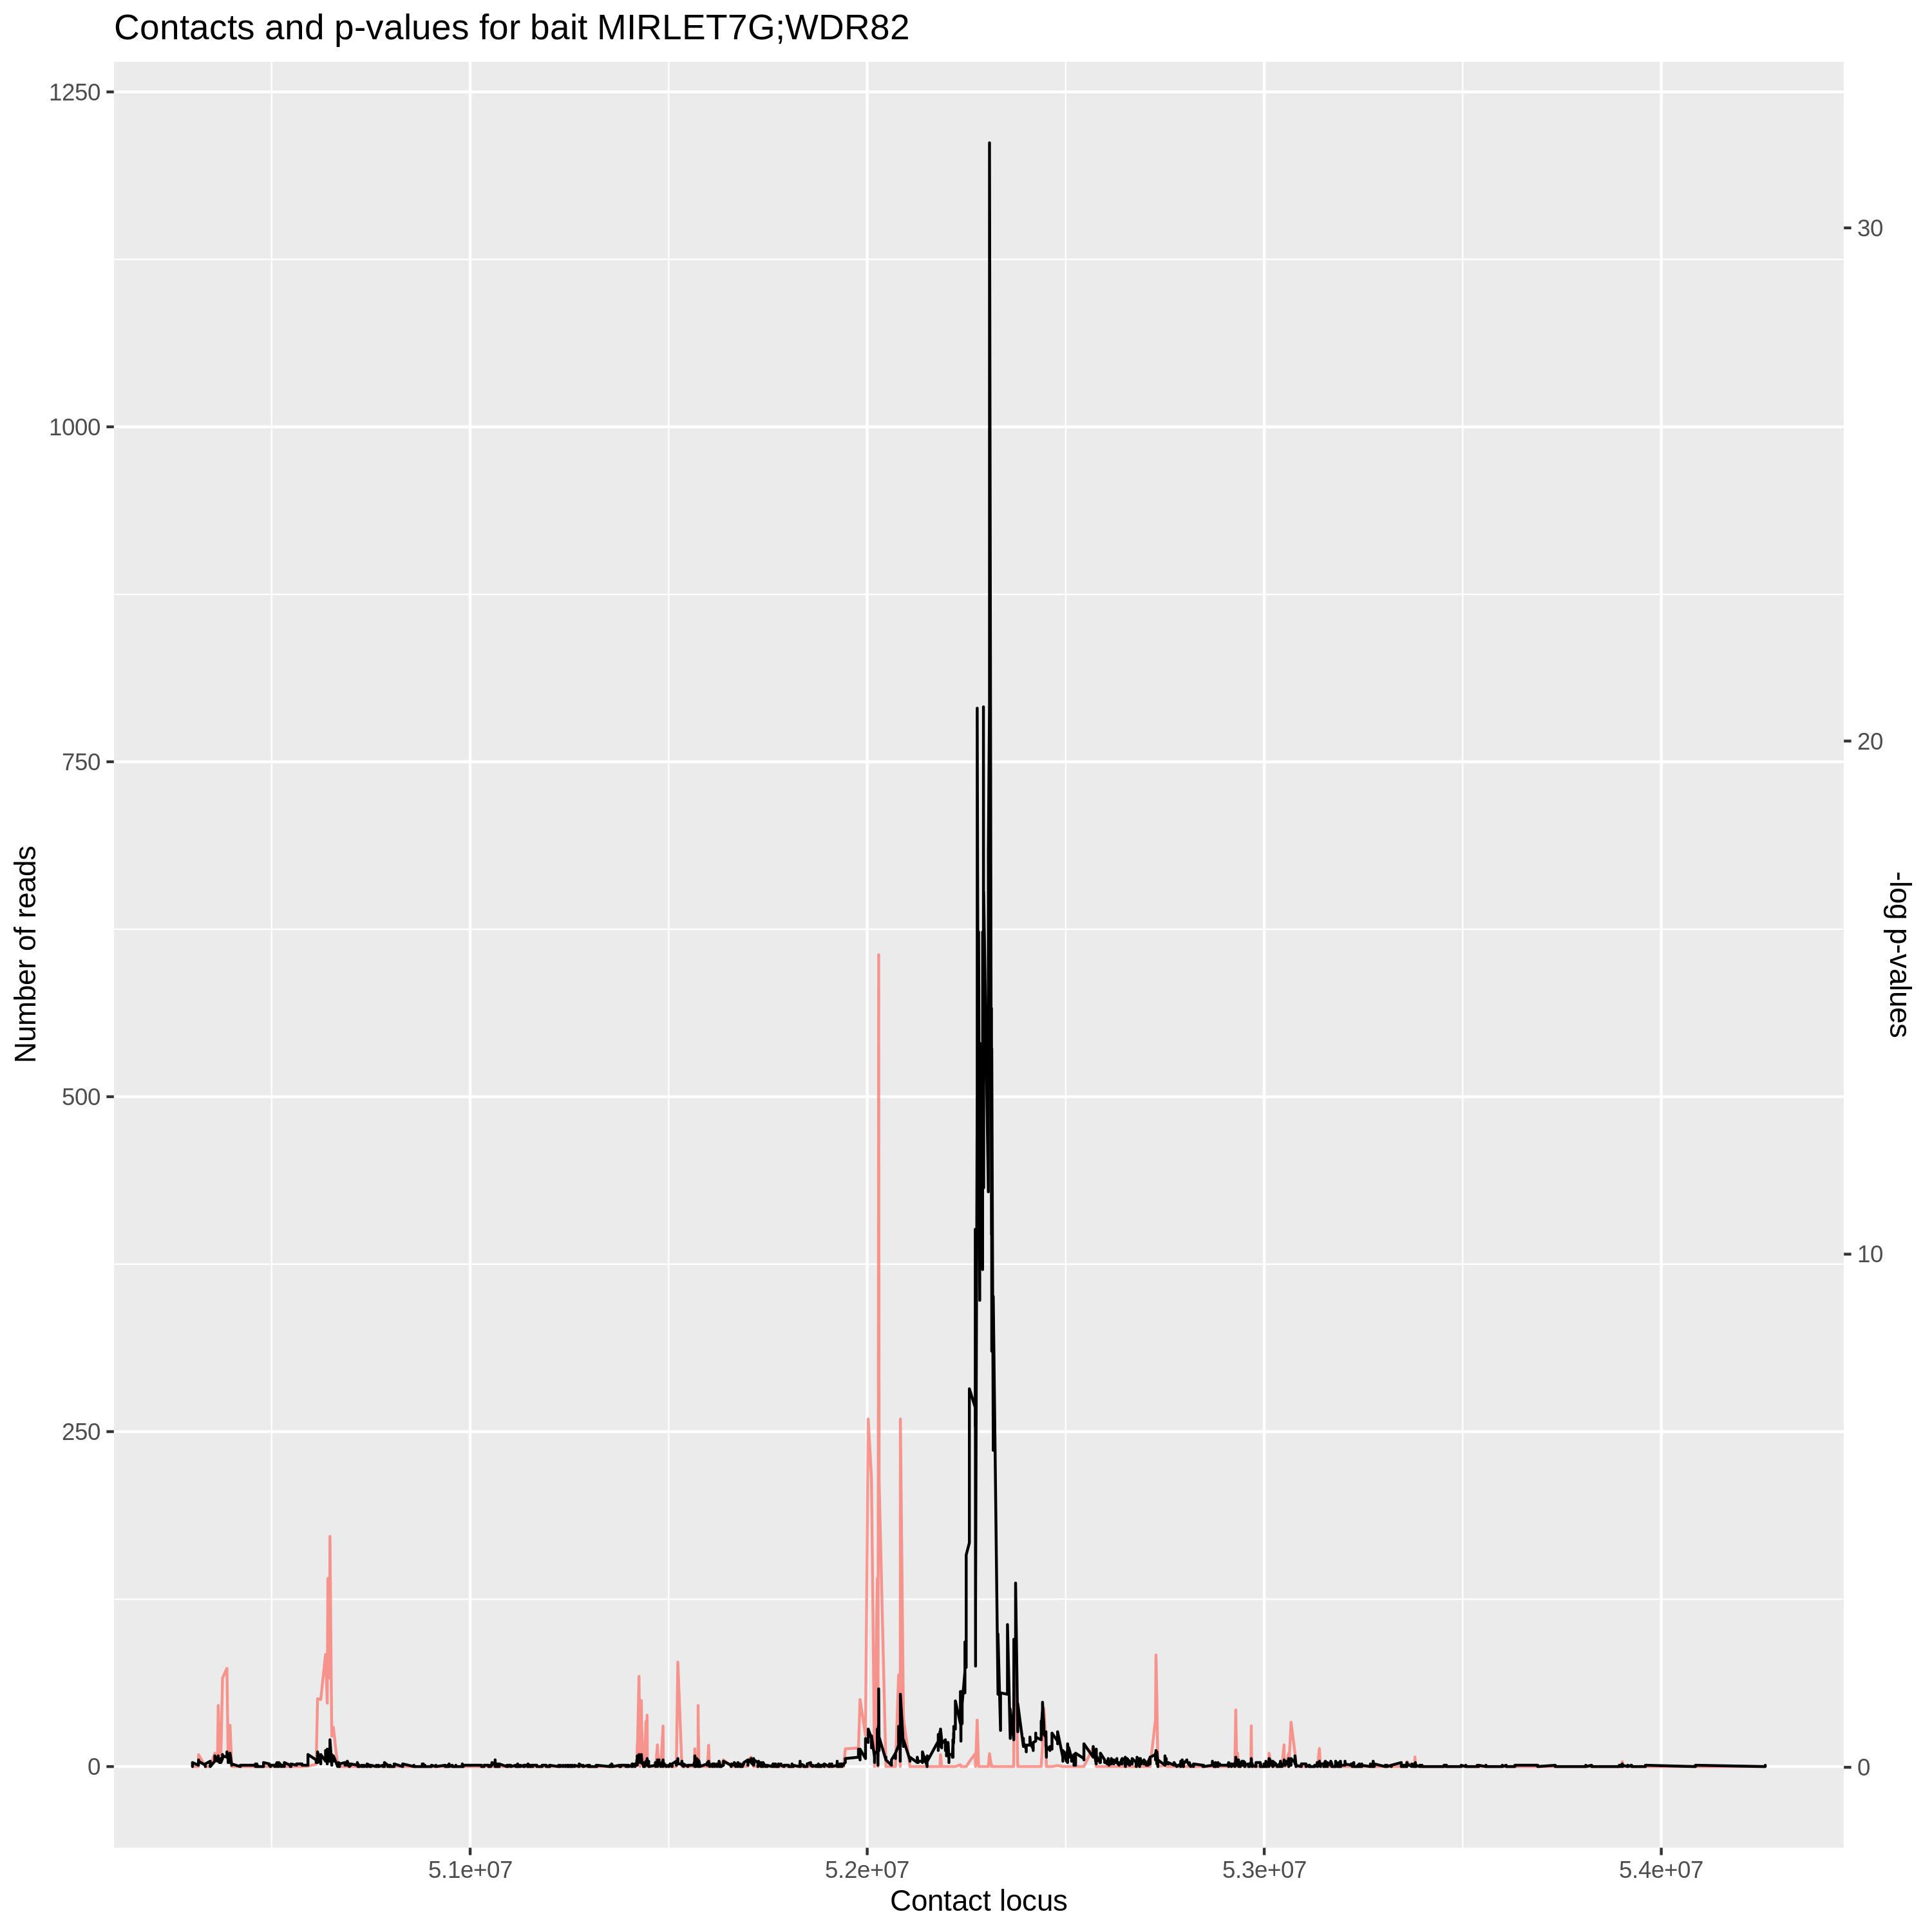 Contacts and p-values for bait MIRLET7G;WDR82
1250
1000
750
500
250
0
Number of reads
30
20
10
0
-log p-values
5.1e+07 5.2e+07 5.3e+07 5.4e+07
Contact locus